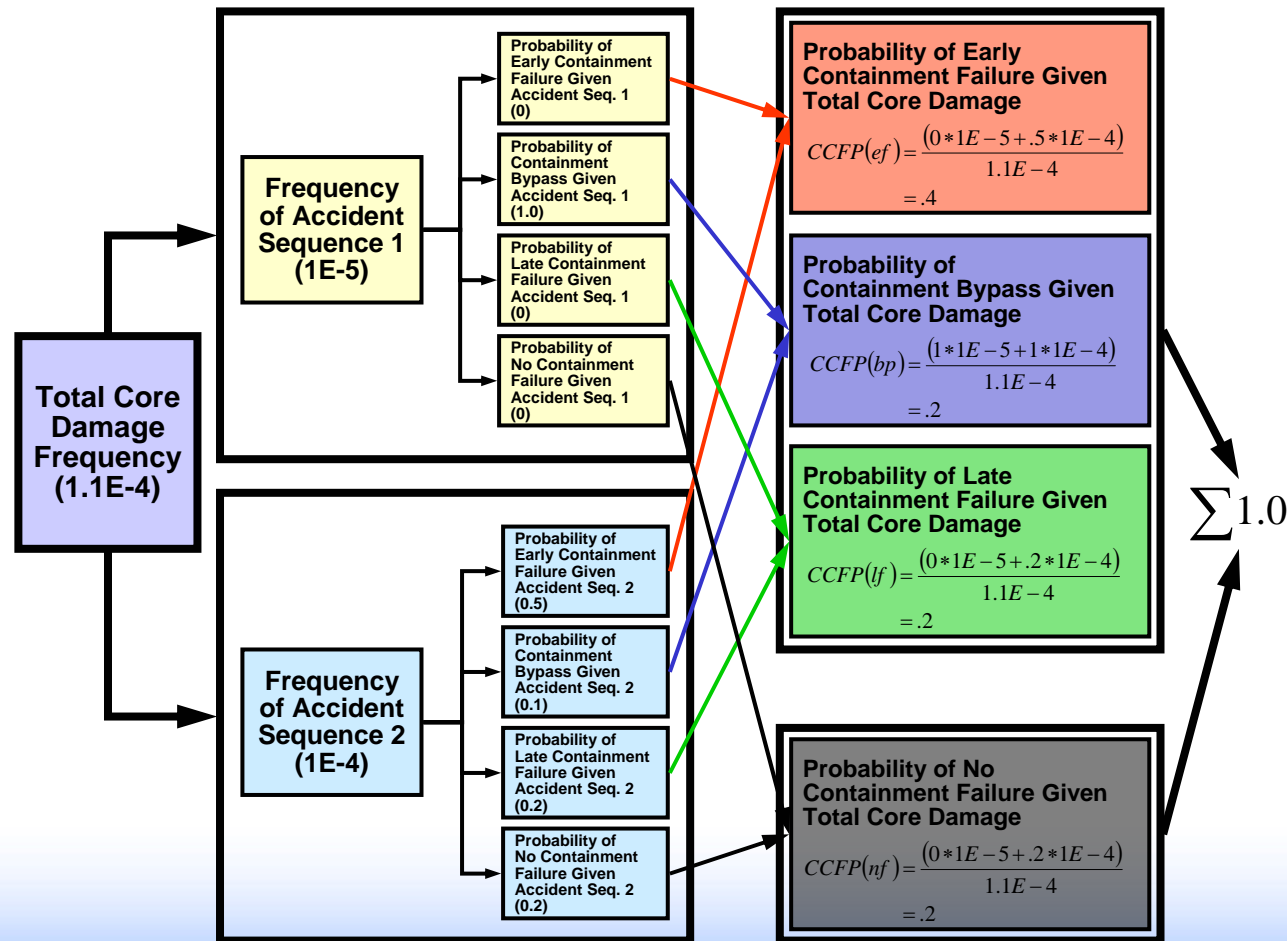 Total Core
Damage
Frequency
(1.1E-4)
Frequency
of Accident
Sequence 1
(1E-5)
Probability of
Early Containment
Failure Given
Accident Seq. 1
(0)
Probability of
Containment
Bypass Given
Accident Seq. 1
(1.0)
Probability of
Late Containment
Failure Given
Accident Seq. 1
(0)
Probability of
No Containment
Failure Given
Accident Seq. 1
(0)
Frequency
of Accident
Sequence 2
(1E-4)
Probability of
Early Containment
Failure Given
Accident Seq. 2
(0.5)
Probability of
Containment
Bypass Given
Accident Seq. 2
(0.1)
Probability of
Late Containment
Failure Given
Accident Seq. 2
(0.2)
Probability of
No Containment
Failure Given
Accident Seq. 2
(0.2)
Probability of Early
Containment Failure Given
Total Core Damage
CCFP(ef) = (0*1E-5+.5*1E-4)
1.1E-4
= .4
Probability of
Containment Bypass Given
Total Core Damage
CCFP(bp) = (1*1E-5+1*1E-4)
1.1E-4
= .2
Probability of Late
Containment Failure Given
Total Core Damage
CCFP(lf) = (0*1E-5+.2*1E-4)
1.1E-4
= .2
Probability of No
Containment Failure Given
Total Core Damage
CCFP(nf) = (0*1E-5+.2*1E-4)
1.1E-4
= .2
∑1.0